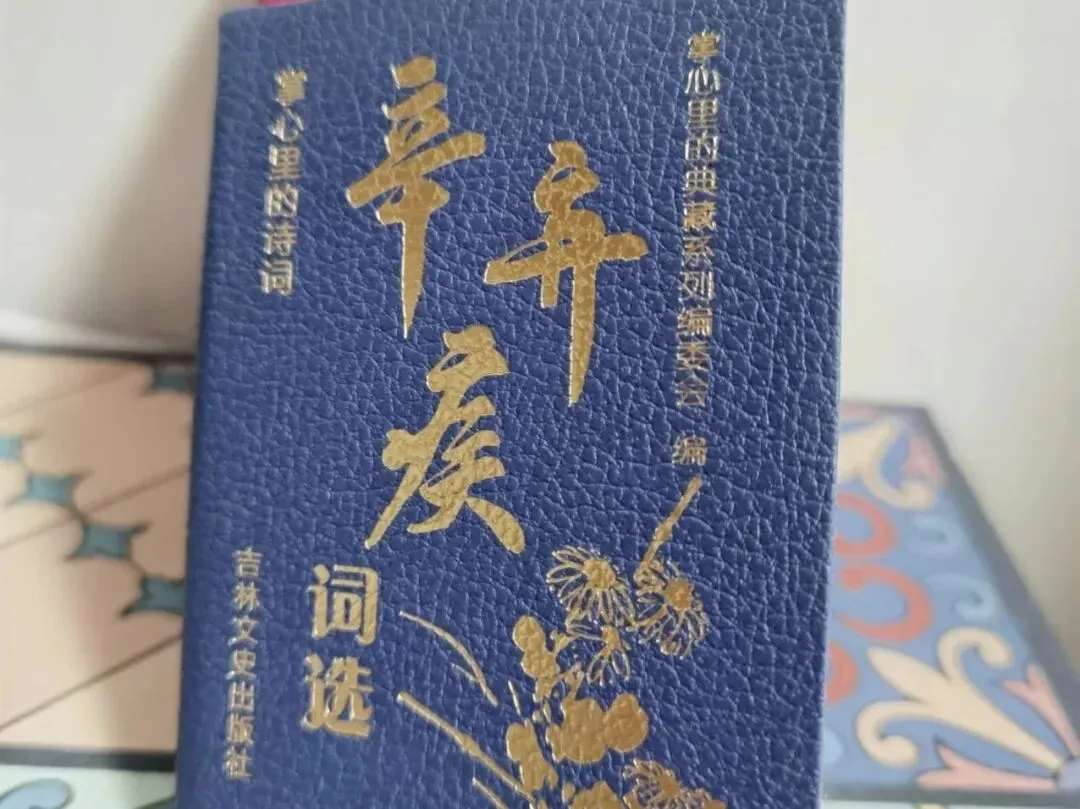 掌心里的典藏系列编委会 编
辛弃疾
词选
掌心里的诗词
吉林文史出版社